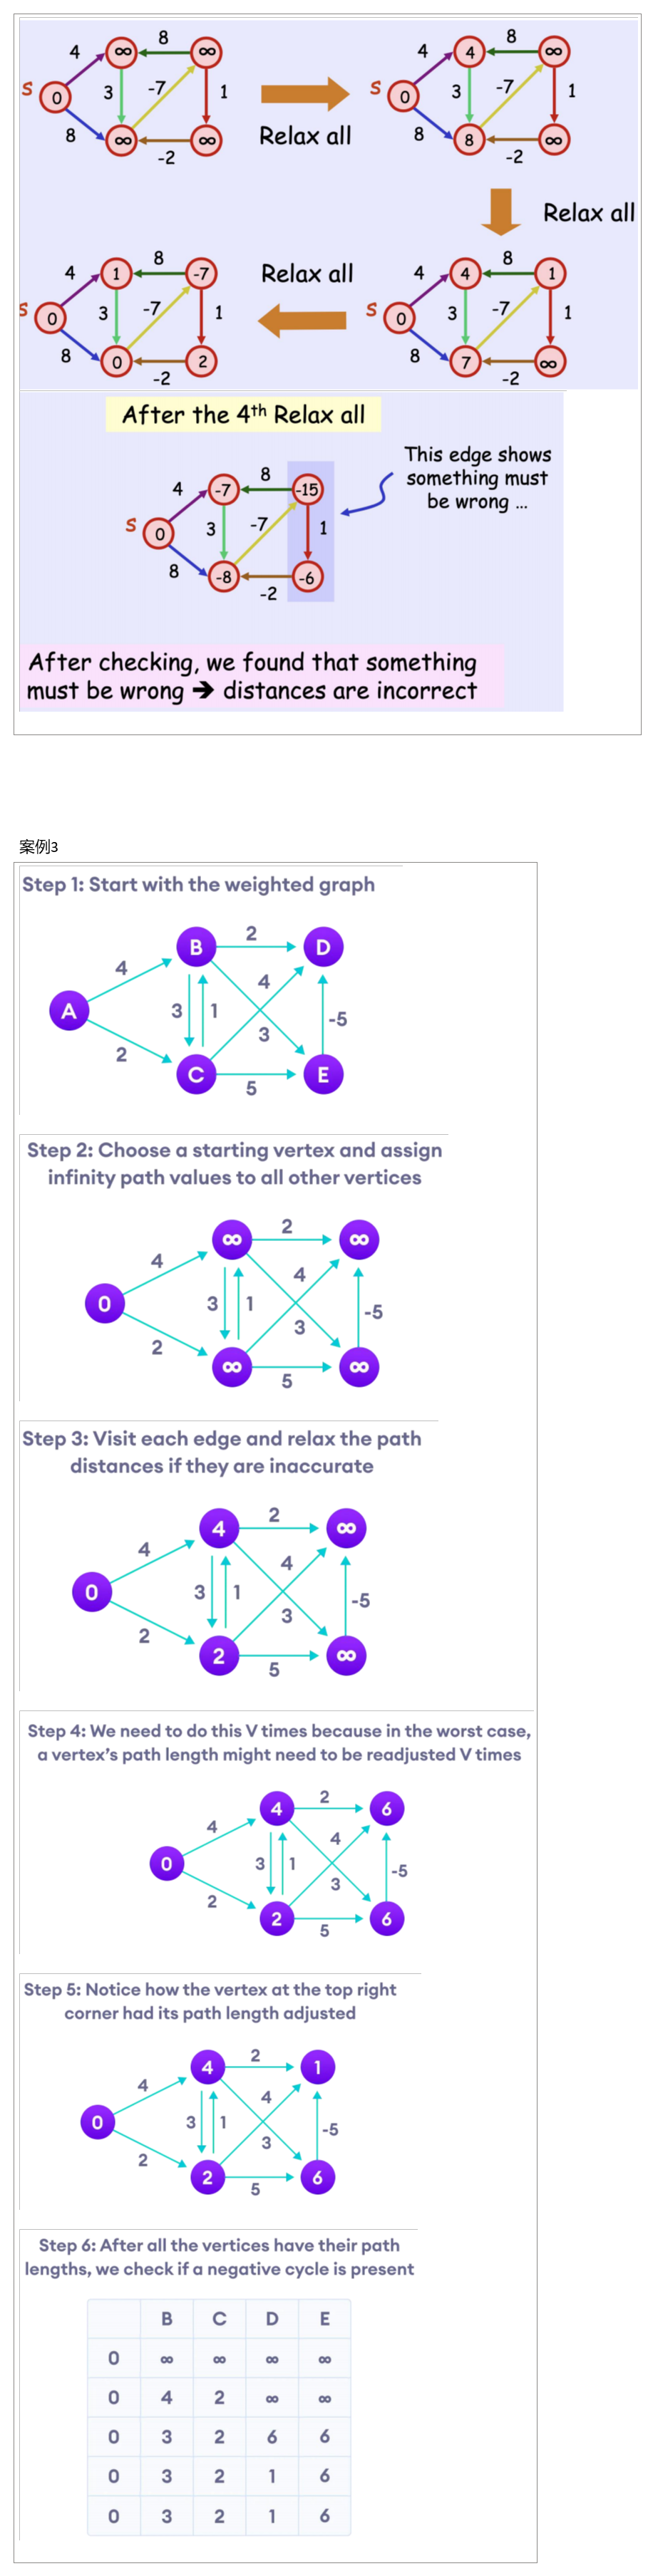 4 ∞ 8 ∞
S 0 3 -7 1
8 ∞ -2 ∞
Relax all
4 4 8 ∞
S 0 3 -7 1
8 8 -2 ∞
Relax all
4 1 8 -7
S 0 3 -7 1
8 0 -2 2
Relax all
4 4 8 1
S 0 3 -7 1
8 7 -2 ∞
After the 4th Relax all
4 -7 8 -15
S 0 3 -7 1
8 -8 -2 -6
This edge shows
something must
be wrong ...
After checking, we found that something
must be wrong ➔ distances are incorrect
案例3
Step 1: Start with the weighted graph
B 2 D
4 4
A 3 1 -5
2 3
C 5 E
Step 2: Choose a starting vertex and assign
infinity path values to all other vertices
∞ 2 ∞
4 4
0 3 1 -5
2 3
∞ 5 ∞
Step 3: Visit each edge and relax the path
distances if they are inaccurate
4 2 ∞
4 4
0 3 1 -5
2 3
2 5 ∞
Step 4: We need to do this V times because in the worst case,
a vertex's path length might need to be readjusted V times
4 2 6
4 4
0 3 1 -5
2 3
2 5 6
Step 5: Notice how the vertex at the top right
corner had its path length adjusted
4 2 1
4 4
0 3 1 -5
2 3
2 5 6
Step 6: After all the vertices have their path
lengths, we check if a negative cycle is present
B C D E
0 ∞ ∞ ∞ ∞
0 4 2 ∞ ∞
0 3 2 6 6
0 3 2 1 6
0 3 2 1 6